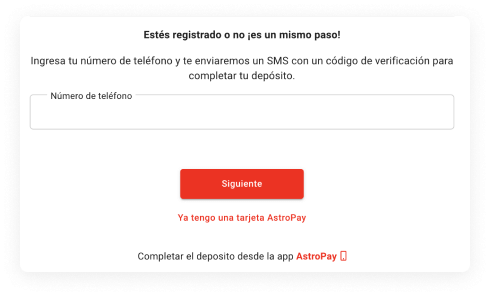 Estés registrado o no ¡es un mismo paso!
Ingresa tu número de teléfono y te enviaremos un SMS con un código de verificación para
completar tu depósito.
Número de teléfono
Siguiente
Ya tengo una tarjeta AstroPay
Completar el deposito desde la app AstroPay